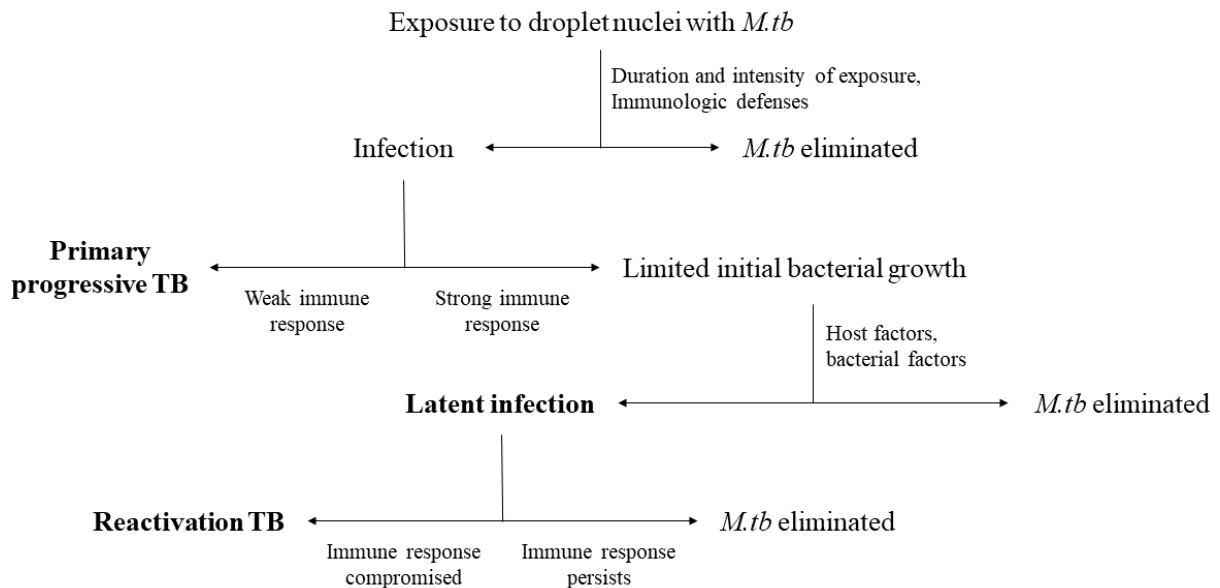 Exposure to droplet nuclei with M.tb
Duration and intensity of exposure,
Immunologic defenses
Infection
M.tb eliminated
Primary
progressive TB
Limited initial bacterial growth
Weak immune
response
Strong immune
response
Host factors,
bacterial factors
Latent infection
M.tb eliminated
Reactivation TB
M.tb eliminated
Immune response
compromised
Immune response
persists